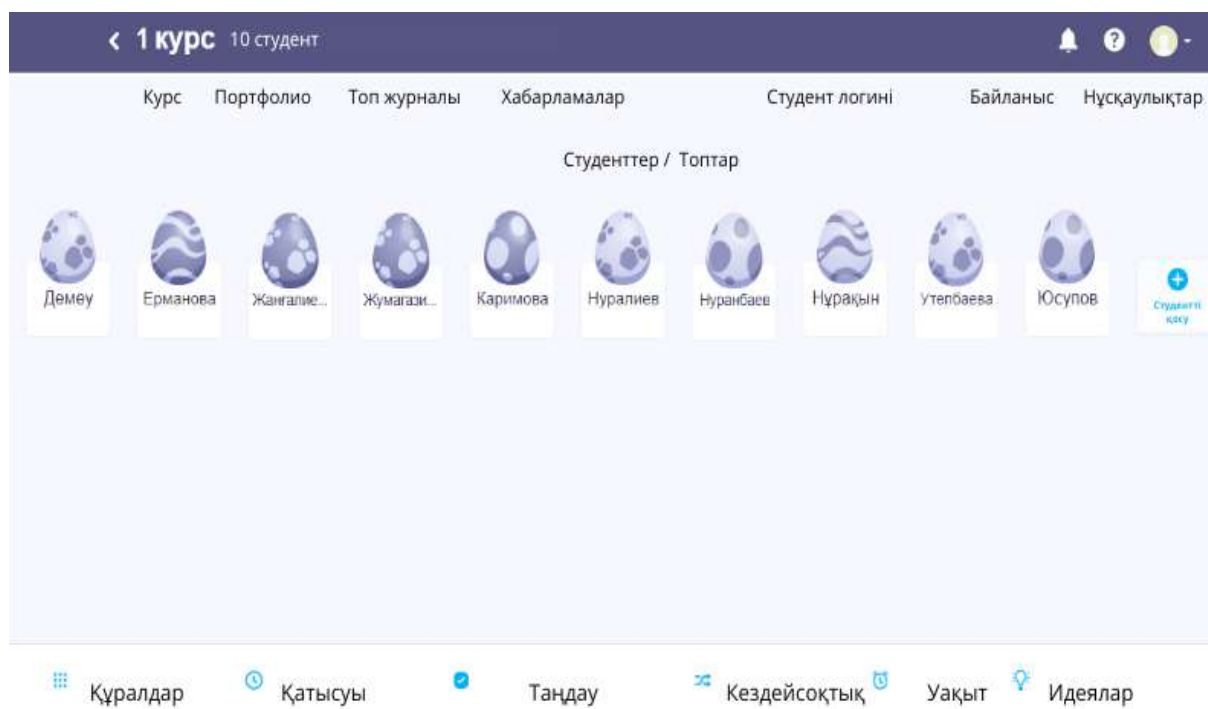 1 курс 10 студент
Курс Портфолио Топ журналы Хабарламалар Студент логині Байланыс Нұсқаулықтар
Студенттер / Топтар
Демеу Ерманова Жангалие... Жумагази... Каримова Нуралиев Нуранбаев Нұрақын Утепбаева Юсупов
Студентті
қосу
Құралдар Қатысуы Таңдау Кездейсоқтық Уақыт Идеялар